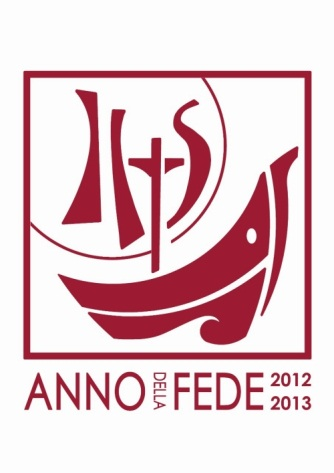 IHS
ANNO DELLA FEDE 2012
2013